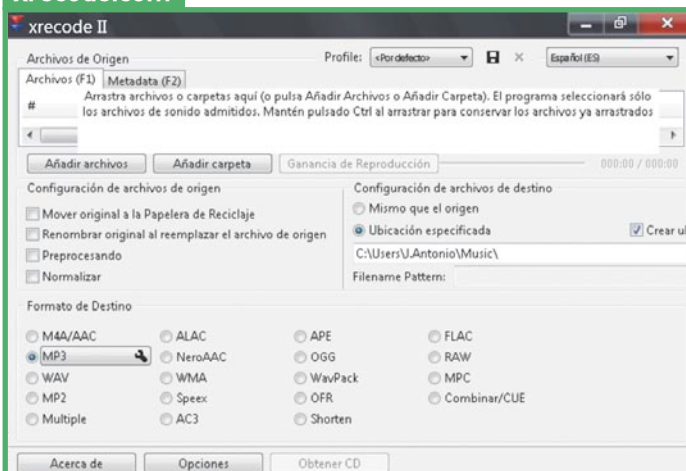 xrecode II
Archivos de Origen
Profile: <Por defecto> Español (ES)
Archivos (F1) Metadata (F2)
#
Arrastra archivos o carpetas aquí (o pulsa Añadir Archivos o Añadir Carpeta). El programa seleccionará sólo
los archivos de sonido admitidos. Mantén pulsado Ctrl al arrastrar para conservar los archivos ya arrastrados
Añadir archivos Añadir carpeta Ganancia de Reproducción 000:00 / 000:00
Configuración de archivos de origen
Mover original a la Papelera de Reciclaje
Renombrar original al reemplazar el archivo de origen
Preprocesando
Normalizar
Configuración de archivos de destino
Mismo que el origen
Ubicación especificada Crear
C:\Users\J.Antonio\Music\
Filename Pattern:
Formato de Destino
M4A/AAC ALAC APE FLAC
MP3 NeroAAC OGG RAW
WAV WMA WavPack MPC
MP2 Speex OFR Combinar/CUE
Multiple AC3 Shorten
Acerca de Opciones Obtener CD